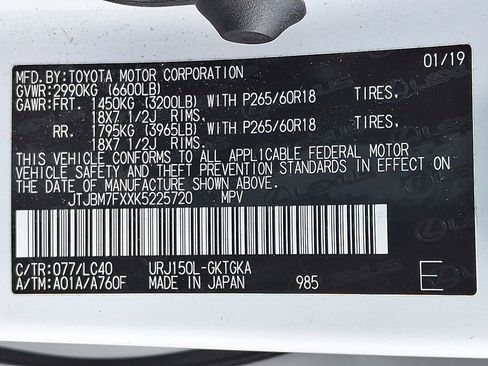 01/19
MFD. BY: TOYOTA MOTOR CORPORATION
GVWR: 2990KG (6600LB)
GAWR: FRT. 1450KG (3200LB) WITH P265/60R18 TIRES,
18X7 1/2J RIMS.
RR. 1795KG (3965LB) WITH P265/60R18 TIRES,
18X7 1/2J RIMS.
THIS VEHICLE CONFORMS TO ALL APPLICABLE FEDERAL MOTOR
VEHICLE SAFETY AND THEFT PREVENTION STANDARDS IN EFFECT ON
THE DATE OF MANUFACTURE SHOWN ABOVE.
JTJBM7FXXK5225720 MPV
C/TR: 077/LC40 URJ150L-GKTGKA
A/TM: A01A/A760F MADE IN JAPAN 985 E